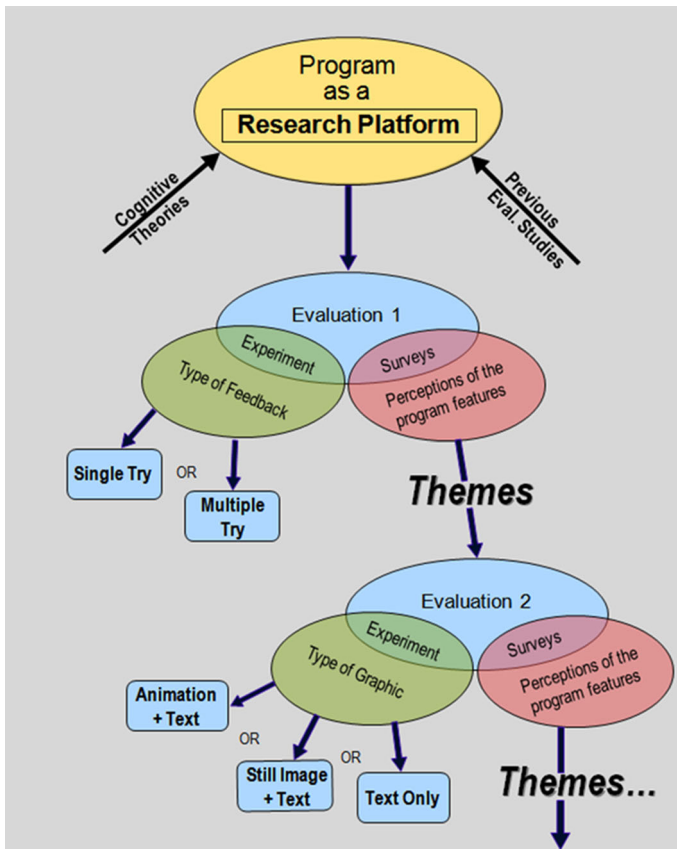 Program
as a
Research Platform
Cognitive
Theories
Previous
Eval. Studies
Evaluation 1
Experiment
Surveys
Type of Feedback
Perceptions of the
program features
Single Try
OR
Multiple
Try
Themes
Evaluation 2
Experiment
Surveys
Type of Graphic
Perceptions of the
program features
Animation
+ Text
OR
Still Image
+ Text
OR
Text Only
Themes...